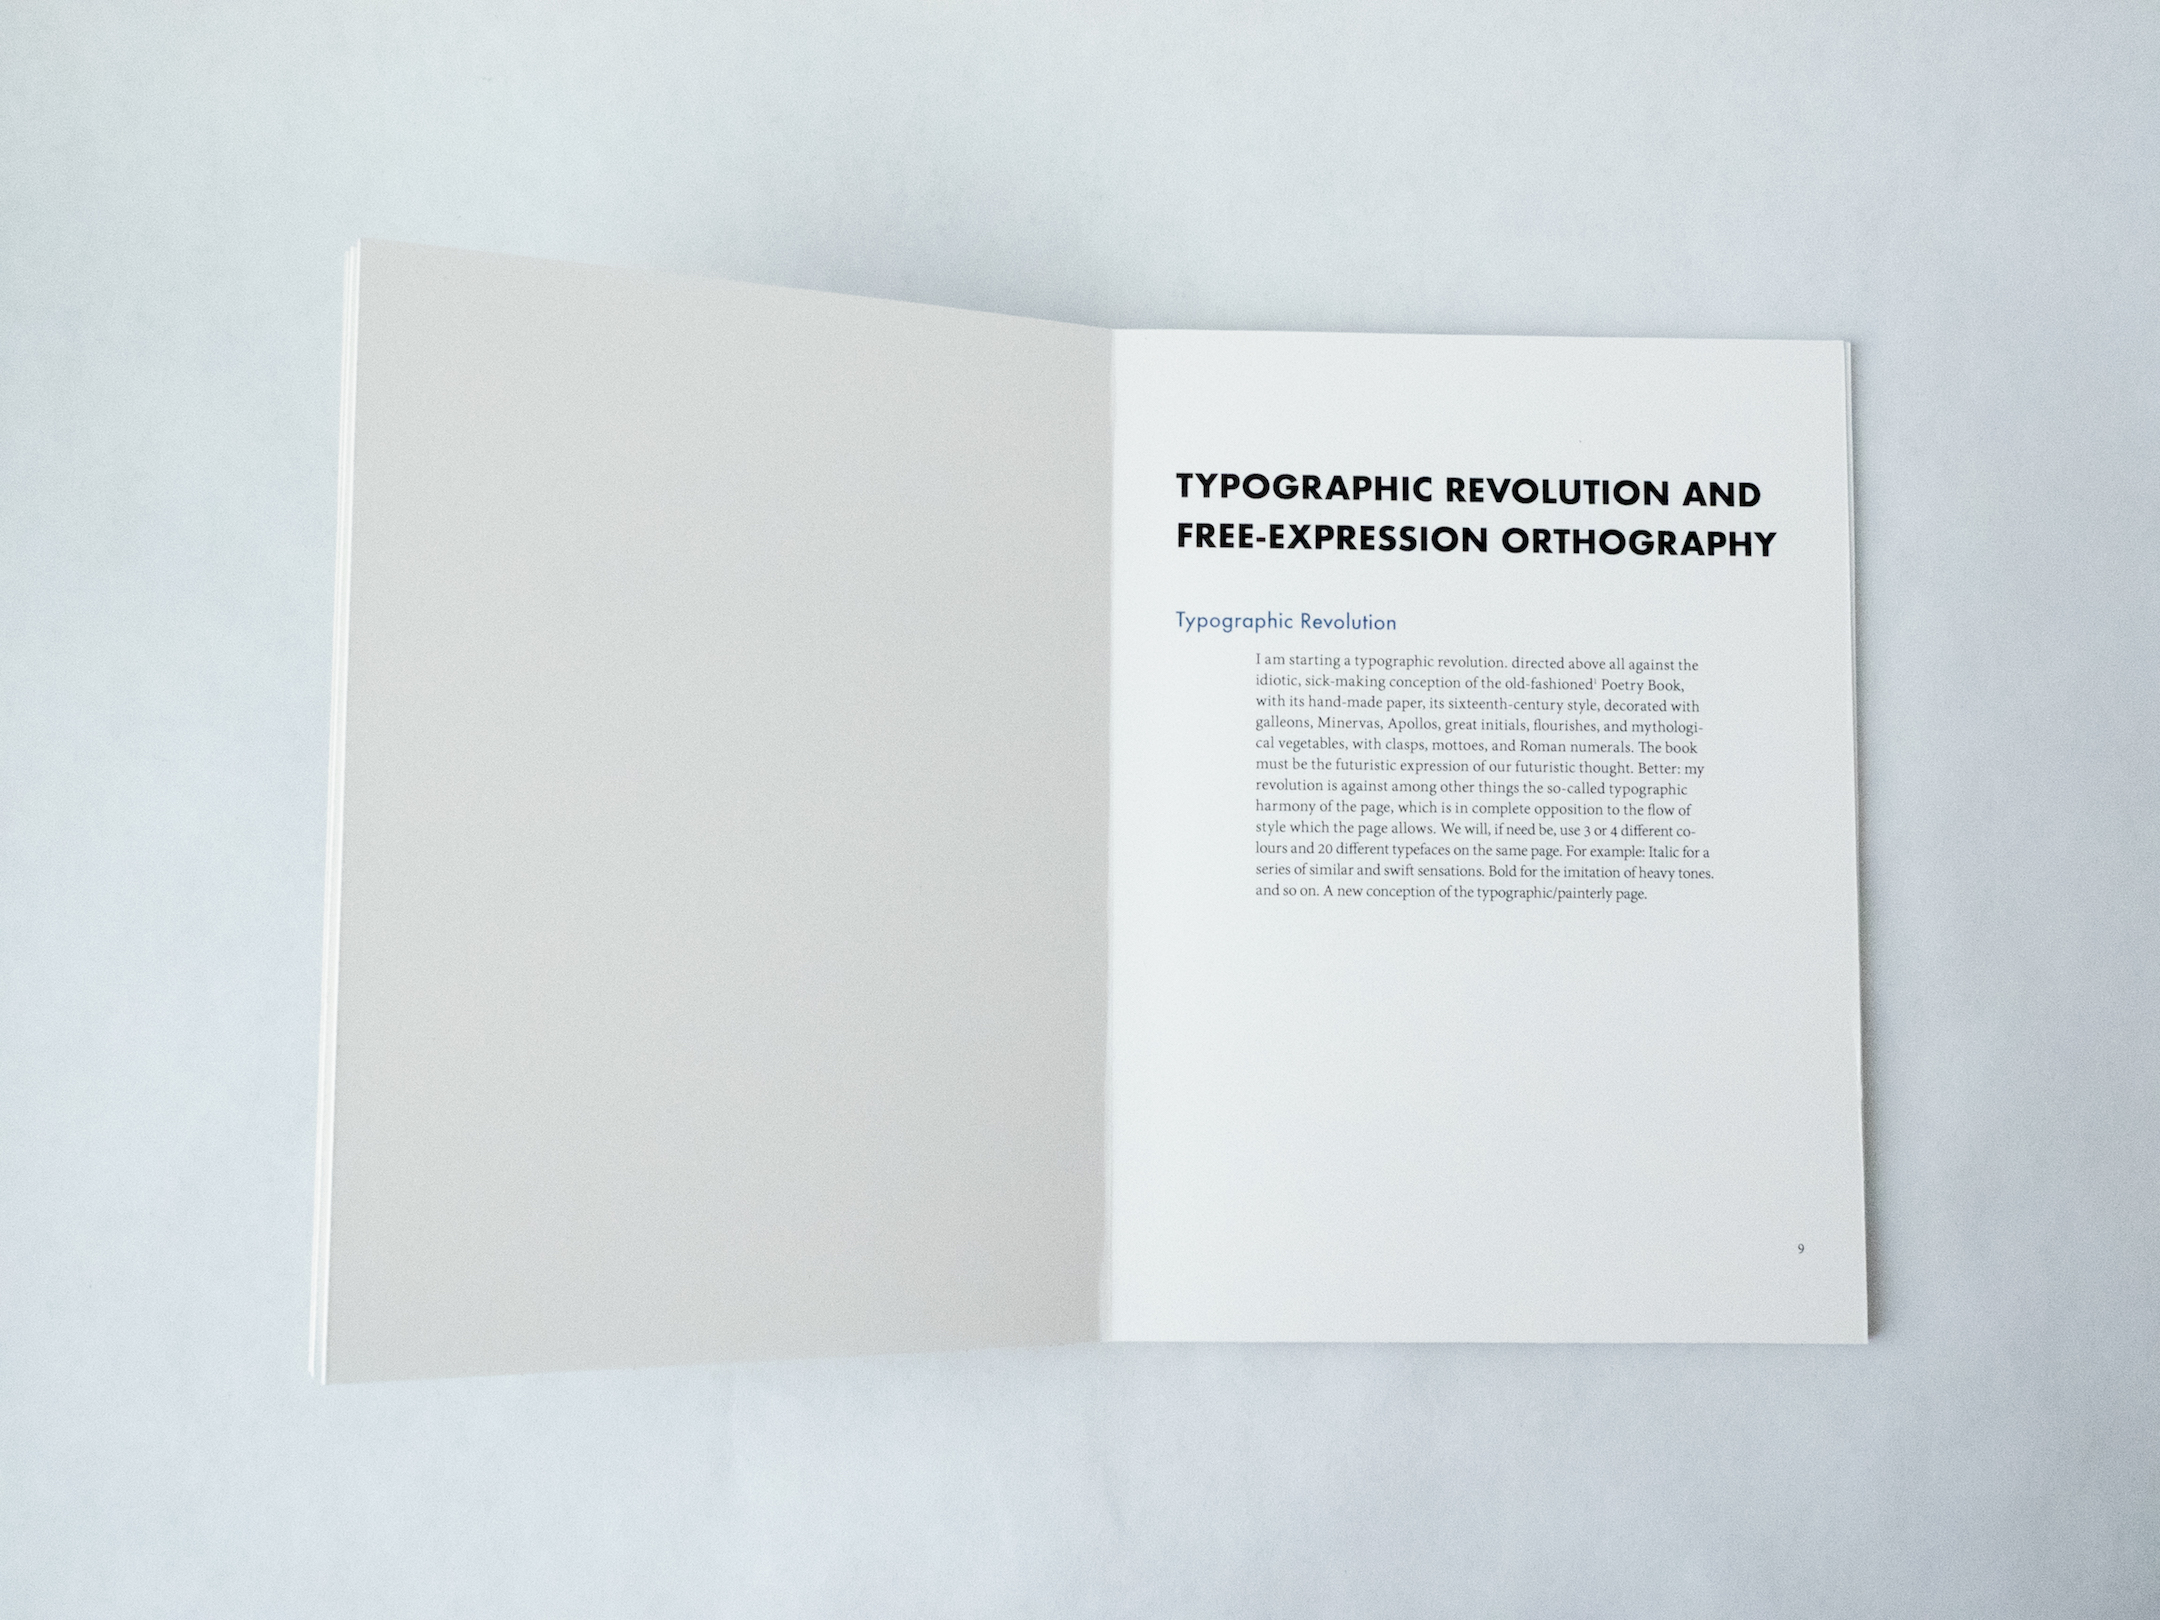 TYPOGRAPHIC REVOLUTION AND
FREE-EXPRESSION ORTHOGRAPHY
Typographic Revolution
I am starting a typographic revolution. directed above all against the
idiotic, sick-making conception of the old-fashioned¹ Poetry Book,
with its hand-made paper, its sixteenth-century style, decorated with
galleons, Minervas, Apollos, great initials, flourishes, and mythologi-
cal vegetables, with clasps, mottoes, and Roman numerals. The book
must be the futuristic expression of our futuristic thought. Better: my
revolution is against among other things the so-called typographic
harmony of the page, which is in complete opposition to the flow of
style which the page allows. We will, if need be, use 3 or 4 different co-
lours and 20 different typefaces on the same page. For example: Italic for a
series of similar and swift sensations. Bold for the imitation of heavy tones.
and so on. A new conception of the typographic/painterly page.
9